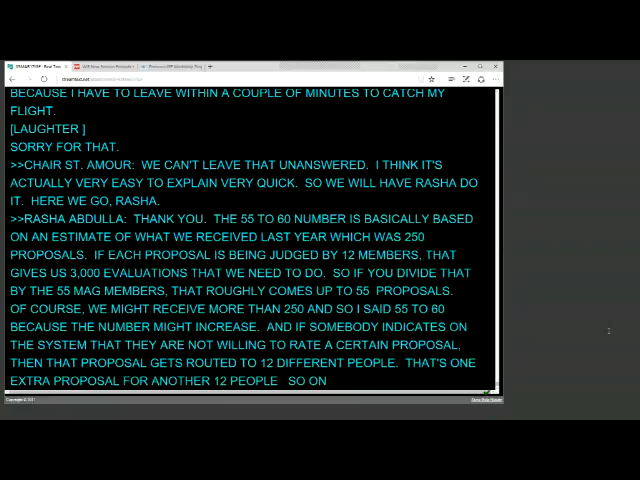 BECAUSE I HAVE TO LEAVE WITHIN A COUPLE OF MINUTES TO CATCH MY
FLIGHT.
[LAUGHTER ]
SORRY FOR THAT.
>>CHAIR ST. AMOUR:  WE CAN'T LEAVE THAT UNANSWERED.  I THINK IT'S
ACTUALLY VERY EASY TO EXPLAIN VERY QUICK.  SO WE WILL HAVE RASHA DO
IT.  HERE WE GO, RASHA.
>>RASHA ABDULLA:  THANK YOU.  THE 55 TO 60 NUMBER IS BASICALLY BASED
ON AN ESTIMATE OF WHAT WE RECEIVED LAST YEAR WHICH WAS 250
PROPOSALS.  IF EACH PROPOSAL IS BEING JUDGED BY 12 MEMBERS, THAT
GIVES US 3,000 EVALUATIONS THAT WE NEED TO DO.  SO IF YOU DIVIDE THAT
BY THE 55 MAG MEMBERS, THAT ROUGHLY COMES UP TO 55  PROPOSALS.
OF COURSE, WE MIGHT RECEIVE MORE THAN 250 AND SO I SAID 55 TO 60
BECAUSE THE NUMBER MIGHT INCREASE.  AND IF SOMEBODY INDICATES ON
THE SYSTEM THAT THEY ARE NOT WILLING TO RATE A CERTAIN PROPOSAL,
THEN THAT PROPOSAL GETS ROUTED TO 12 DIFFERENT PEOPLE.  THAT'S ONE
EXTRA PROPOSAL FOR ANOTHER 12 PEOPLE   SO ON